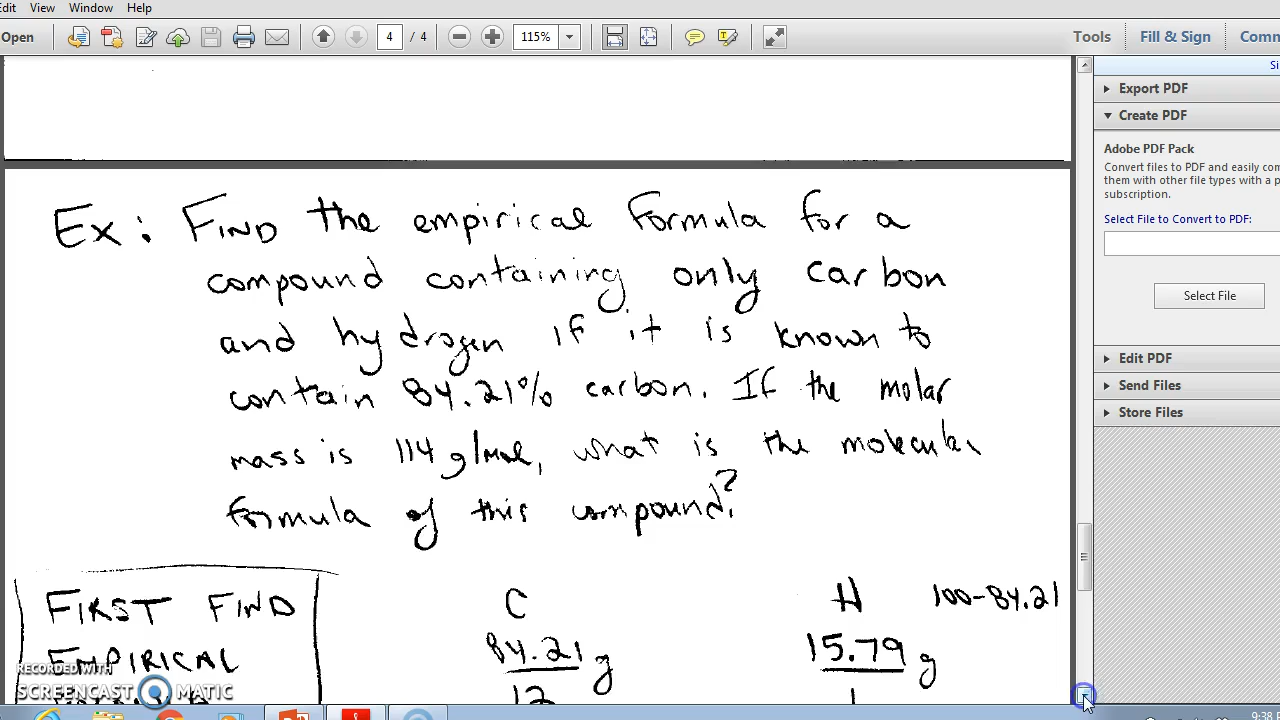 Edit View Window Help
Open 4 / 4 115% Tools Fill & Sign Comm
Export PDF
Create PDF
Adobe PDF Pack
Convert files to PDF and easily com
them with other file types with a p
subscription.
Select File to Convert to PDF:
Select File
Edit PDF
Send Files
Store Files
Ex: FIND the empirical formula for a
compound containing only carbon
and hydrogen if it is known to
contain 84.21% carbon. If the molar
mass is 114 g/mol, what is the molecular
formula of this compound?
FIRST FIND C H 100-84.21
EMPIRICAL 84.21 g 15.79 g
12 1
RECORDED WITH
SCREENCAST MATIC
9:38